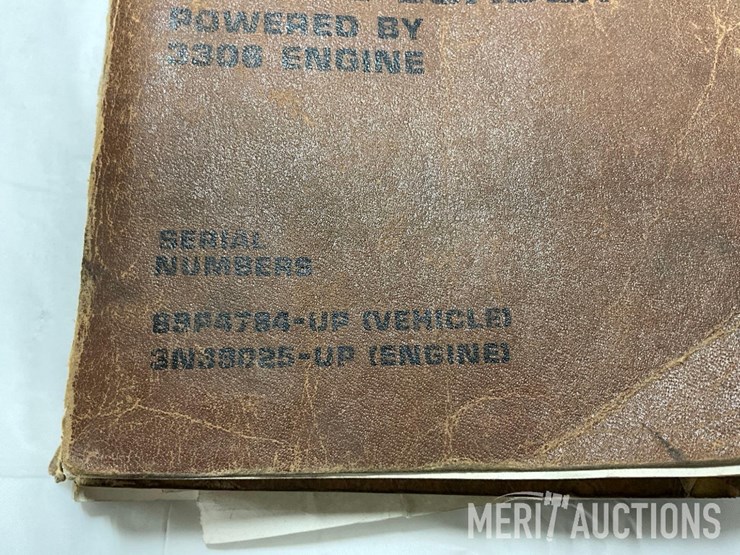 POWERED BY
3306 ENGINE
SERIAL
NUMBERS
89P4784-UP (VEHICLE)
3N38025-UP (ENGINE)
MERIT AUCTIONS